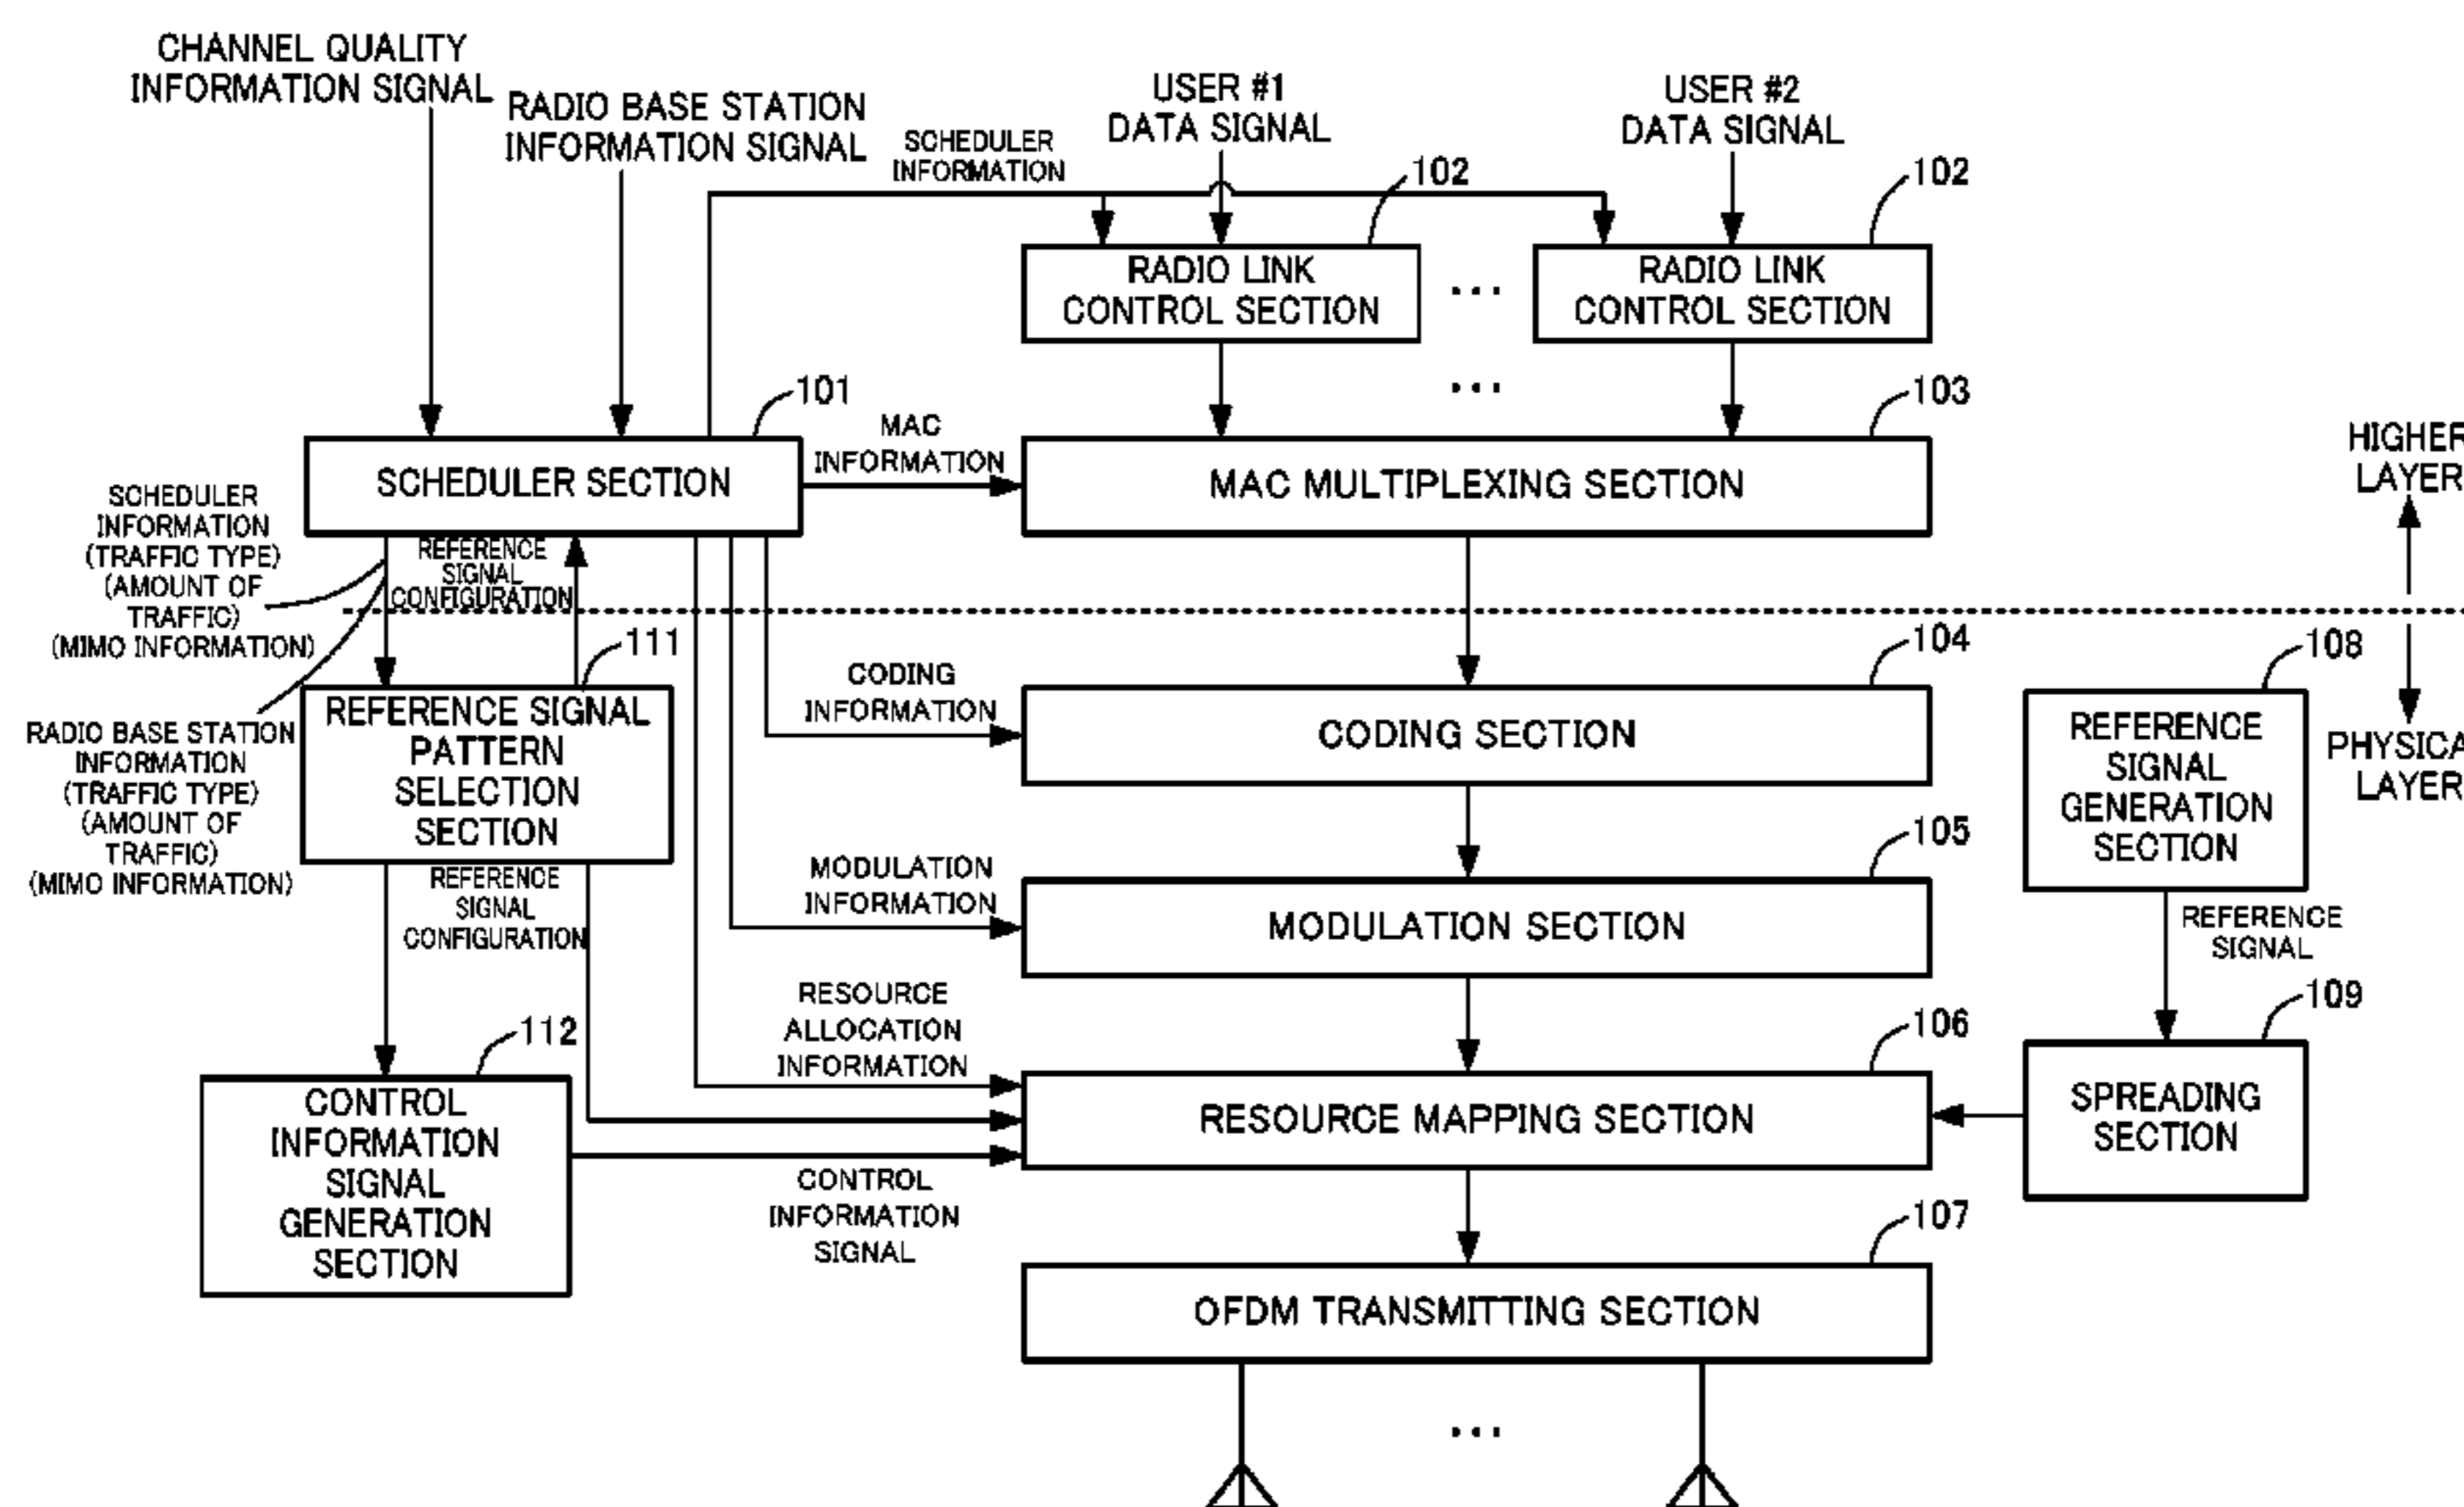 CHANNEL QUALITY
INFORMATION SIGNAL
RADIO BASE STATION
INFORMATION SIGNAL
SCHEDULER
INFORMATION
USER #1
DATA SIGNAL
USER #2
DATA SIGNAL
102
102
RADIO LINK
CONTROL SECTION
...
RADIO LINK
CONTROL SECTION
...
101
103
SCHEDULER SECTION
MAC
INFORMATION
MAC MULTIPLEXING SECTION
HIGHER
LAYER
SCHEDULER
INFORMATION
(TRAFFIC TYPE)
(AMOUNT OF
TRAFFIC)
(MIMO INFORMATION)
REFERENCE
SIGNAL
CONFIGURATION
111
104
108
REFERENCE SIGNAL
PATTERN
SELECTION
SECTION
CODING
INFORMATION
CODING SECTION
REFERENCE
SIGNAL
GENERATION
SECTION
PHYSICA
LAYER
RADIO BASE STATION
INFORMATION
(TRAFFIC TYPE)
(AMOUNT OF
TRAFFIC)
(MIMO INFORMATION)
REFERENCE
SIGNAL
CONFIGURATION
MODULATION
INFORMATION
105
MODULATION SECTION
REFERENCE
SIGNAL
112
RESOURCE
ALLOCATION
INFORMATION
106
109
CONTROL
INFORMATION
SIGNAL
GENERATION
SECTION
RESOURCE MAPPING SECTION
SPREADING
SECTION
CONTROL
INFORMATION
SIGNAL
107
OFDM TRANSMITTING SECTION
...